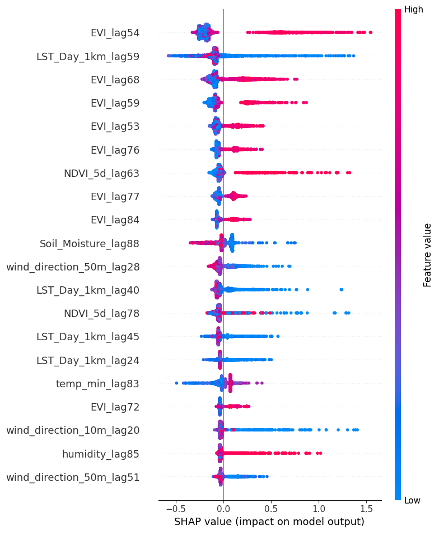 High
EVI_lag54
LST_Day_1km_lag59
EVI_lag68
EVI_lag59
EVI_lag53
EVI_lag76
NDVI_5d_lag63
EVI_lag77
EVI_lag84
Soil_Moisture_lag88
wind_direction_50m_lag28
LST_Day_1km_lag40
NDVI_5d_lag78
LST_Day_1km_lag45
LST_Day_1km_lag24
temp_min_lag83
EVI_lag72
wind_direction_10m_lag20
humidity_lag85
wind_direction_50m_lag51
Feature value
Low
−0.5 0.0 0.5 1.0 1.5
SHAP value (impact on model output)